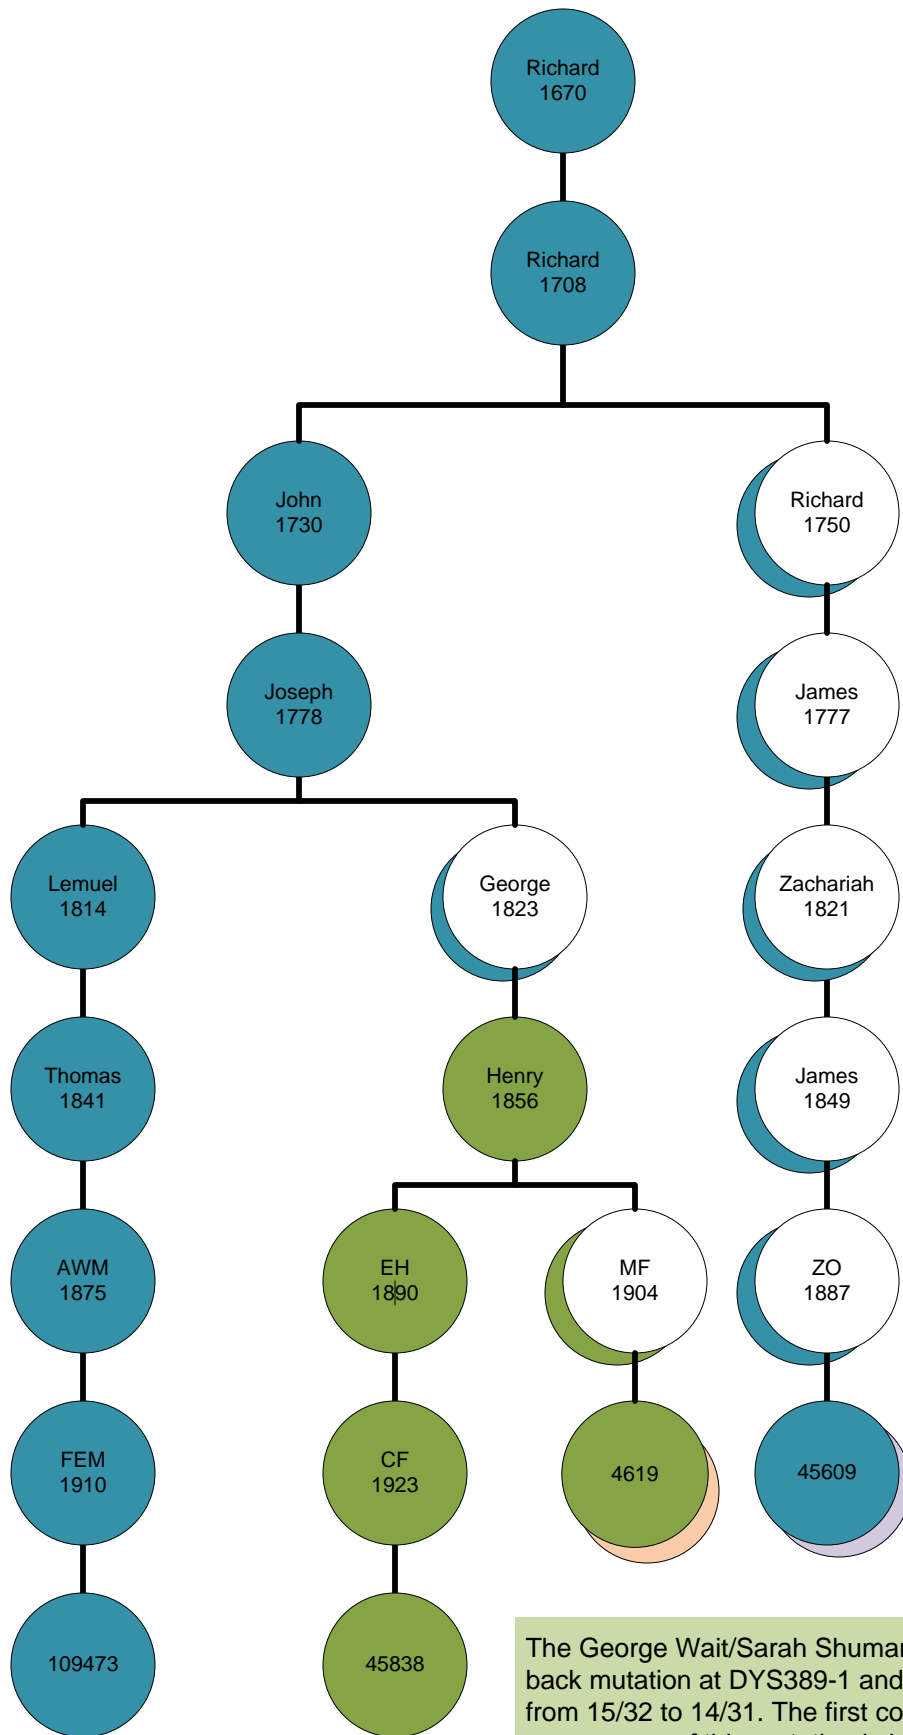 Richard
1670
Richard
1708
John
1730
Richard
1750
Joseph
1778
James
1777
Lemuel
1814
George
1823
Zachariah
1821
Thomas
1841
Henry
1856
James
1849
AWM
1875
EH
1890
MF
1904
ZO
1887
FEM
1910
CF
1923
4619
45609
109473
45838
The George Wait/Sarah Shumar
back mutation at DYS389-1 and
from 15/32 to 14/31. The first co